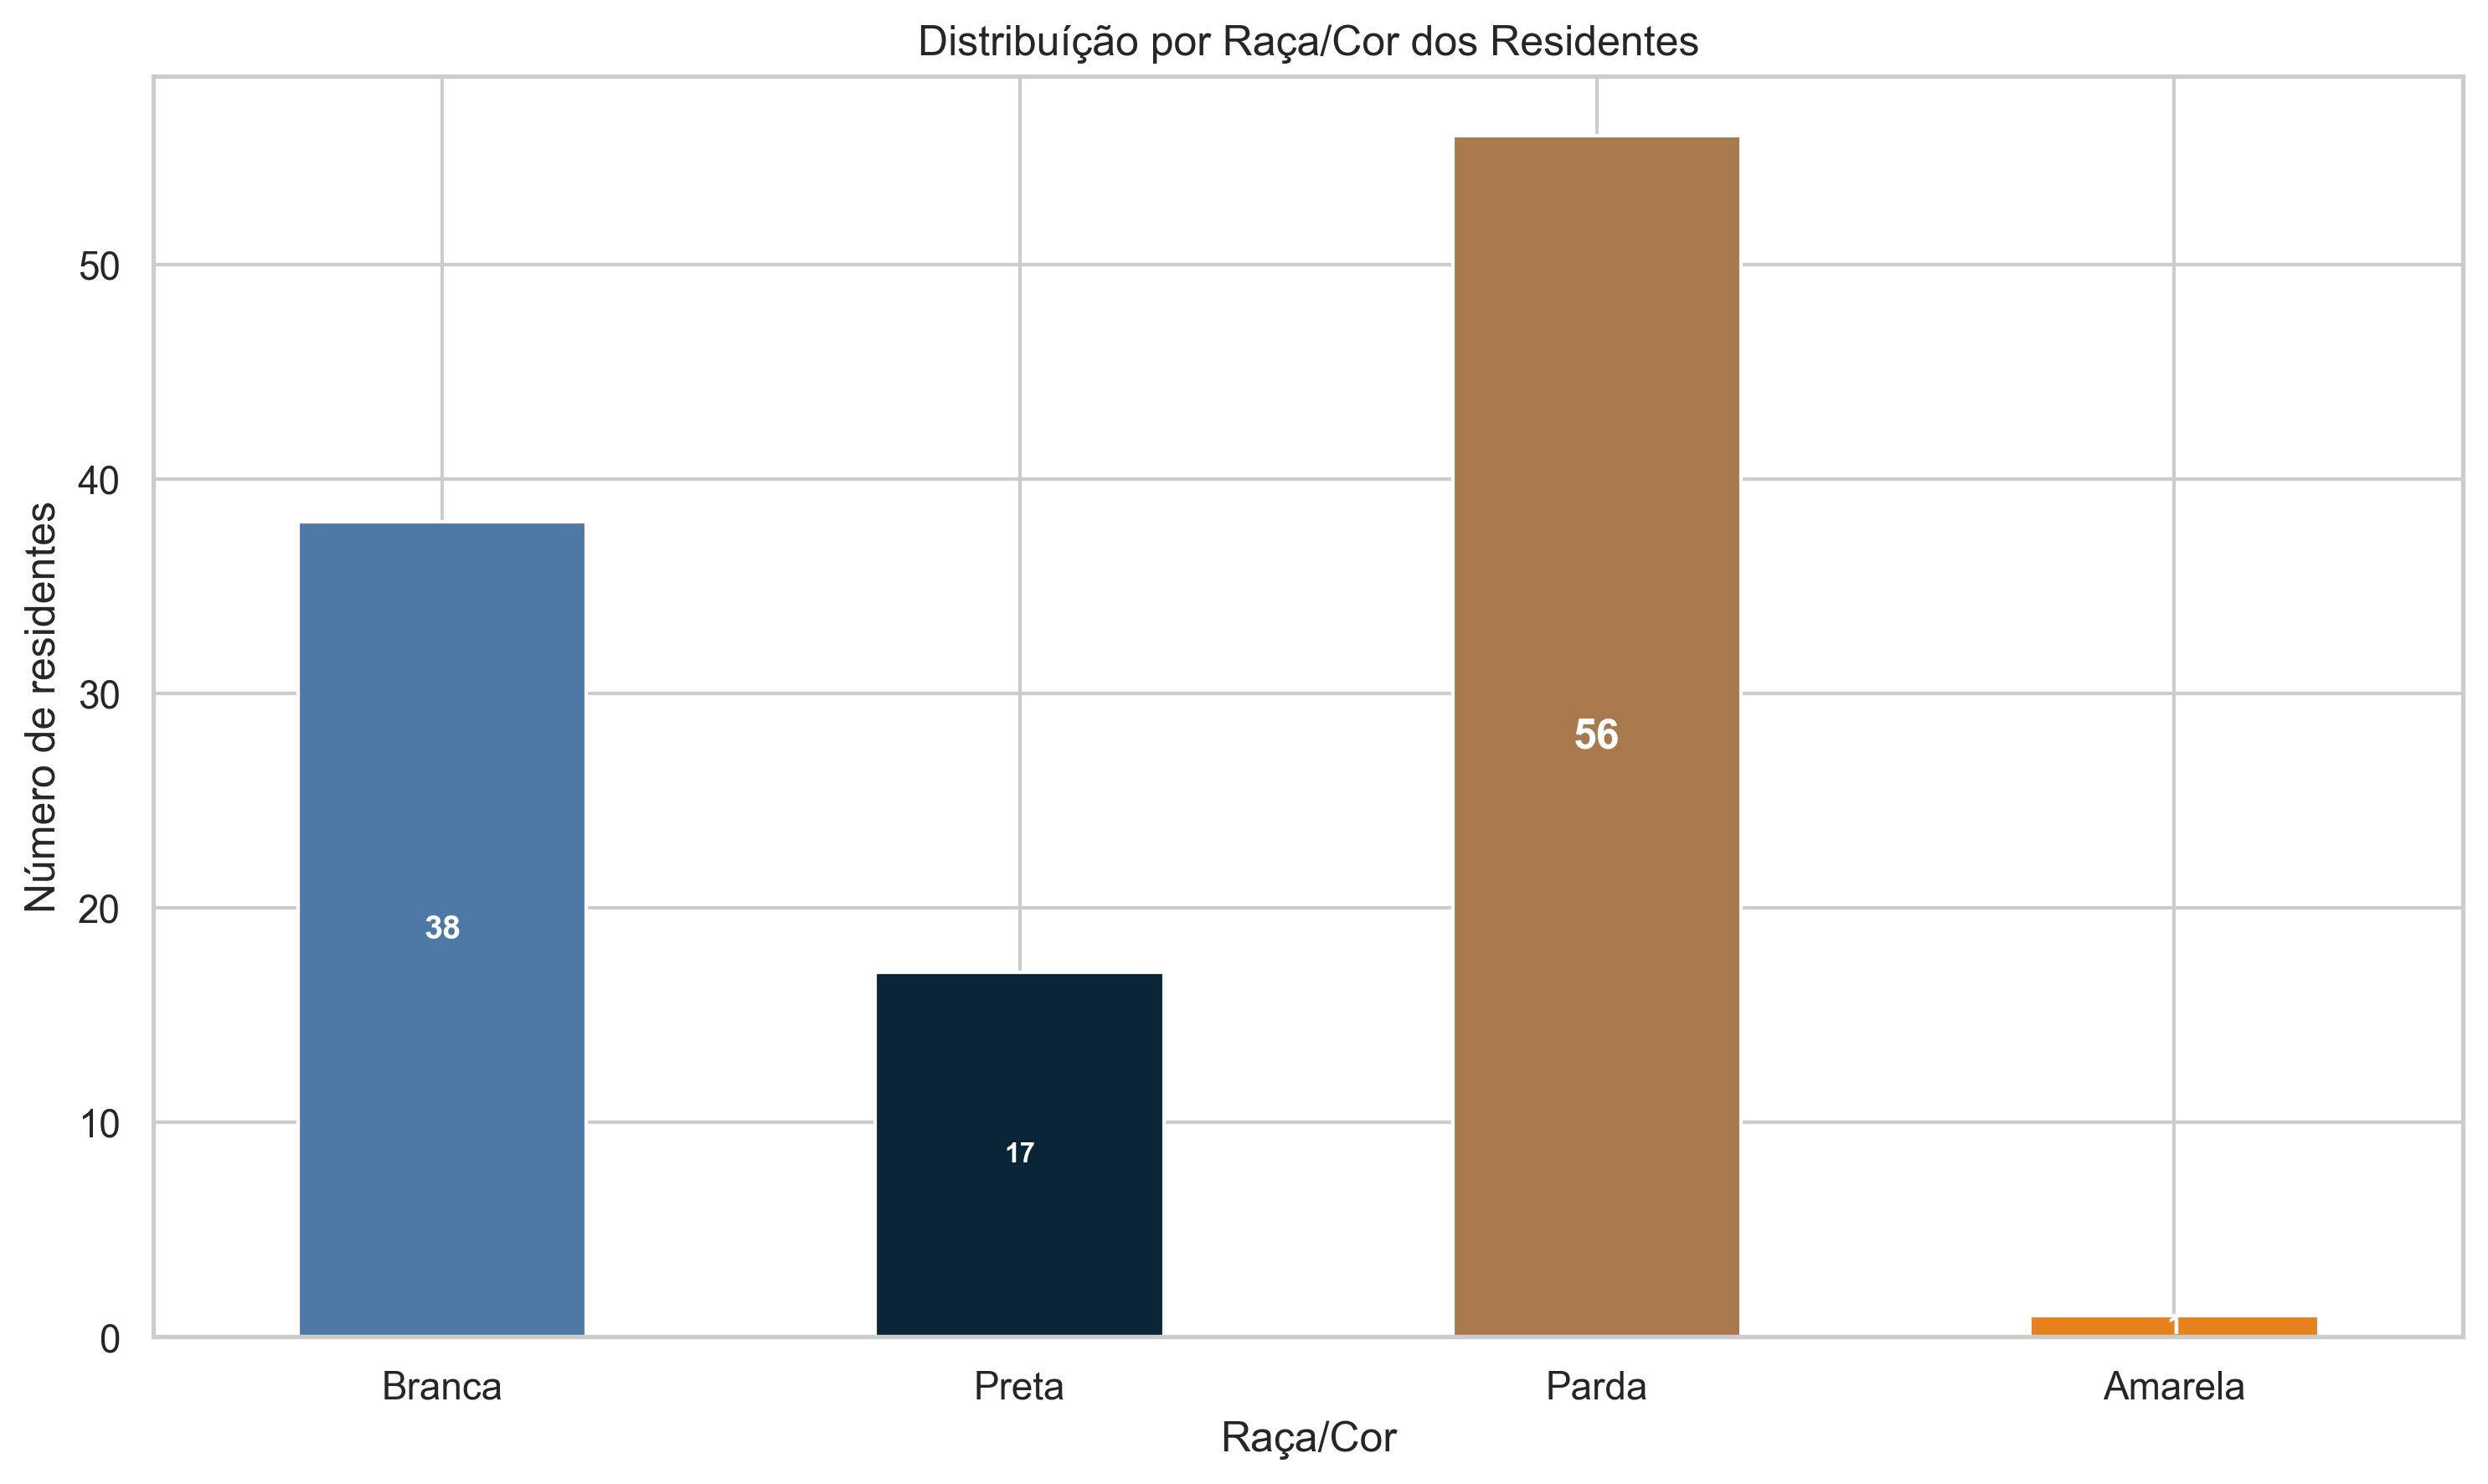 Distribuíção por Raça/Cor dos Residentes
Número de residentes
50
40
30
20
10
0
38
17
56
1
Branca
Preta
Parda
Amarela
Raça/Cor